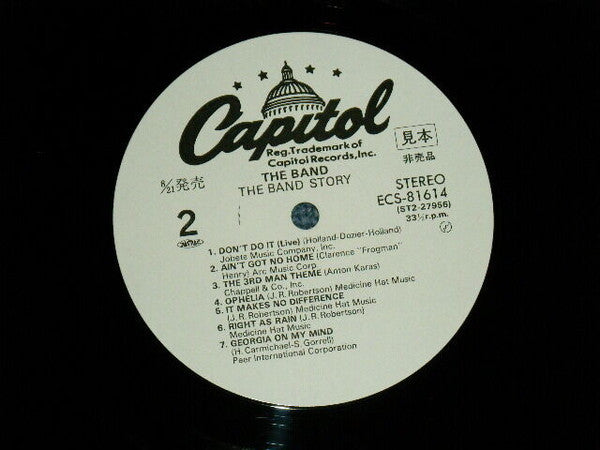 Capitol
Reg. Trademark of
Capitol Records, Inc.
見本
非売品
8/21発売
THE BAND
THE BAND STORY
STEREO
ECS-81614
(ST2-27956)
33⅓r.p.m.
2
Ⓟ
1. DON'T DO IT (Live) (Holland-Dozier-Holland)
Jobete Music Company, Inc.
2. AIN'T GOT NO HOME (Clarence "Frogman"
Henry) Arc Music Corp.
3. THE 3RD MAN THEME (Anton Karas)
Chappell & Co., Inc.
4. OPHELIA (J. R. Robertson) Medicine Hat Music
5. IT MAKES NO DIFFERENCE
(J. R. Robertson) Medicine Hat Music
6. RIGHT AS RAIN (J. R. Robertson)
Medicine Hat Music
7. GEORGIA ON MY MIND
(H. Carmichael-S. Gorrell)
Peer International Corporation